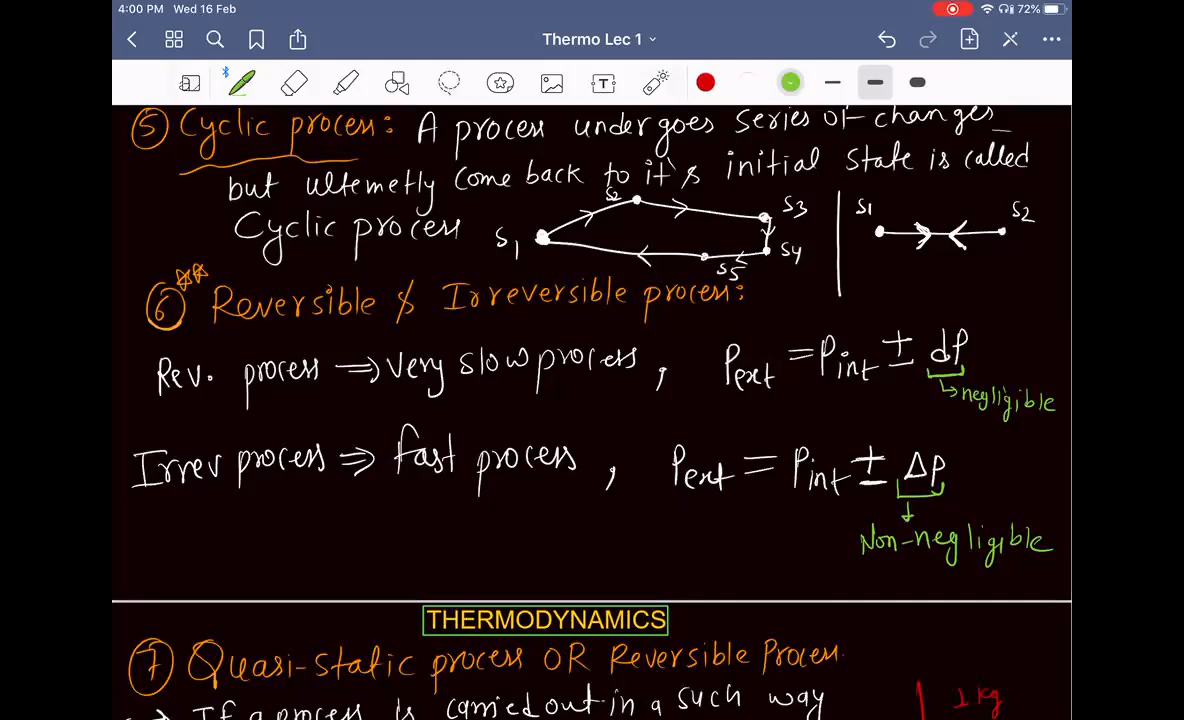 4:00 PM Wed 16 Feb
72%
Thermo Lec 1
T
5 Cyclic process: A process undergoes series of changes
but ultemetly come back to it's initial state is called
Cyclic process
S1 S2 S3 S4 S5
S1 S2
6 Reversible & Irreversible process:
Rev. process ⇒ very slow process, Pext = Pint ± dP
↳ negligible
Irrev process ⇒ fast process, Pext = Pint ± ΔP
Non-negligible
THERMODYNAMICS
7 Quasi-static process OR Reversible Process.
→ If a process is carried out in a such way
1 kg